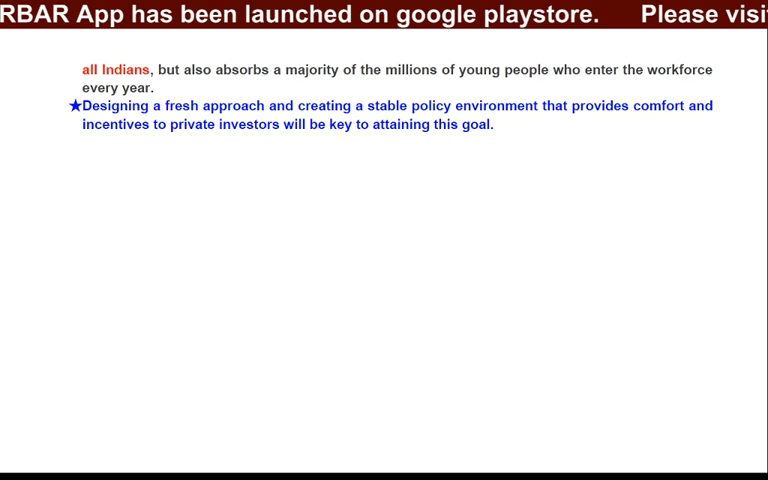 RBAR App has been launched on google playstore. Please visi
all Indians, but also absorbs a majority of the millions of young people who enter the workforce
every year.
★Designing a fresh approach and creating a stable policy environment that provides comfort and
incentives to private investors will be key to attaining this goal.